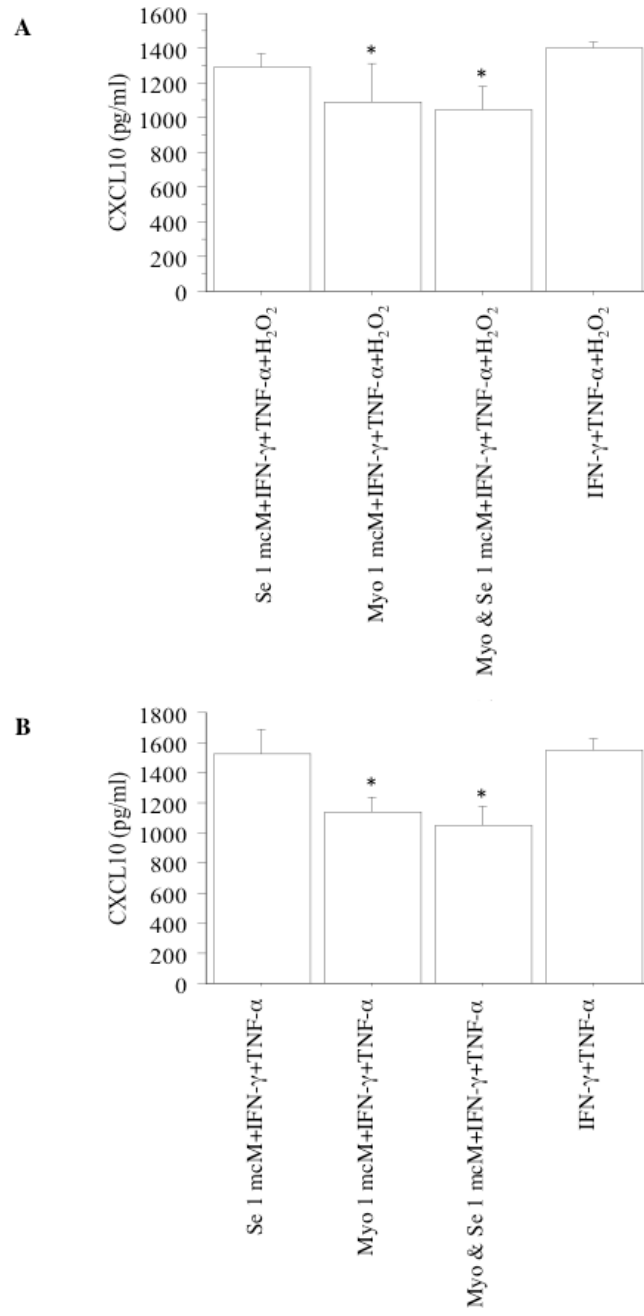 A
CXCL10 (pg/ml)
1600
1400
1200
1000
800
600
400
200
0
*
*
Se 1 mcM+IFN-γ+TNF-α+H₂O₂
Myo 1 mcM+IFN-γ+TNF-α+H₂O₂
Myo & Se 1 mcM+IFN-γ+TNF-α+H₂O₂
IFN-γ+TNF-α+H₂O₂
B
CXCL10 (pg/ml)
1800
1600
1400
1200
1000
800
600
400
200
0
*
*
Se 1 mcM+IFN-γ+TNF-α
Myo 1 mcM+IFN-γ+TNF-α
Myo & Se 1 mcM+IFN-γ+TNF-α
IFN-γ+TNF-α